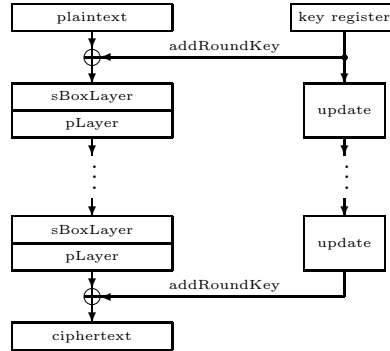 plaintext
key register
addRoundKey
sBoxLayer
pLayer
update
sBoxLayer
pLayer
update
addRoundKey
ciphertext